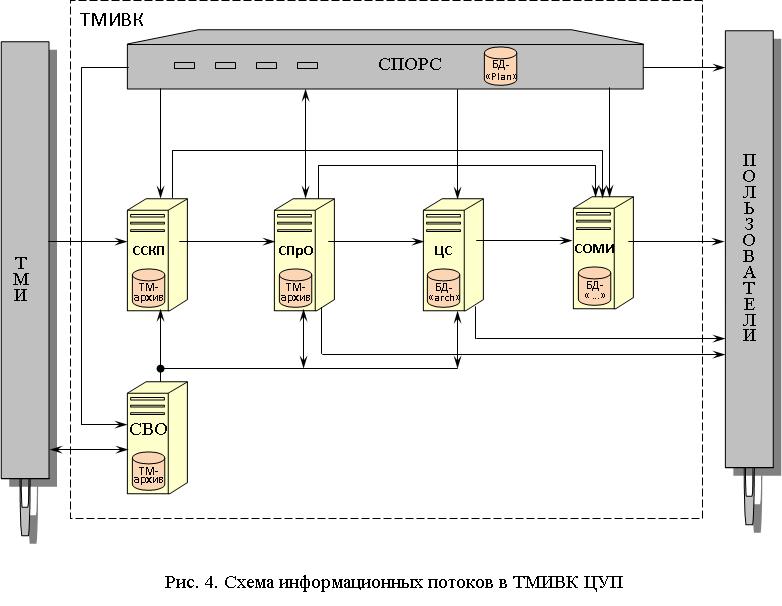 ТМИВК
СПОРС
БД-
«Plan»
ТМИ
ПОЛЬЗОВАТЕЛИ
ССКП
ТМ-
архив
СПрО
ТМ-
архив
ЦС
БД-
«arch»
СОМИ
БД-
« ... »
СВО
ТМ-
архив
Рис. 4. Схема информационных потоков в ТМИВК ЦУП